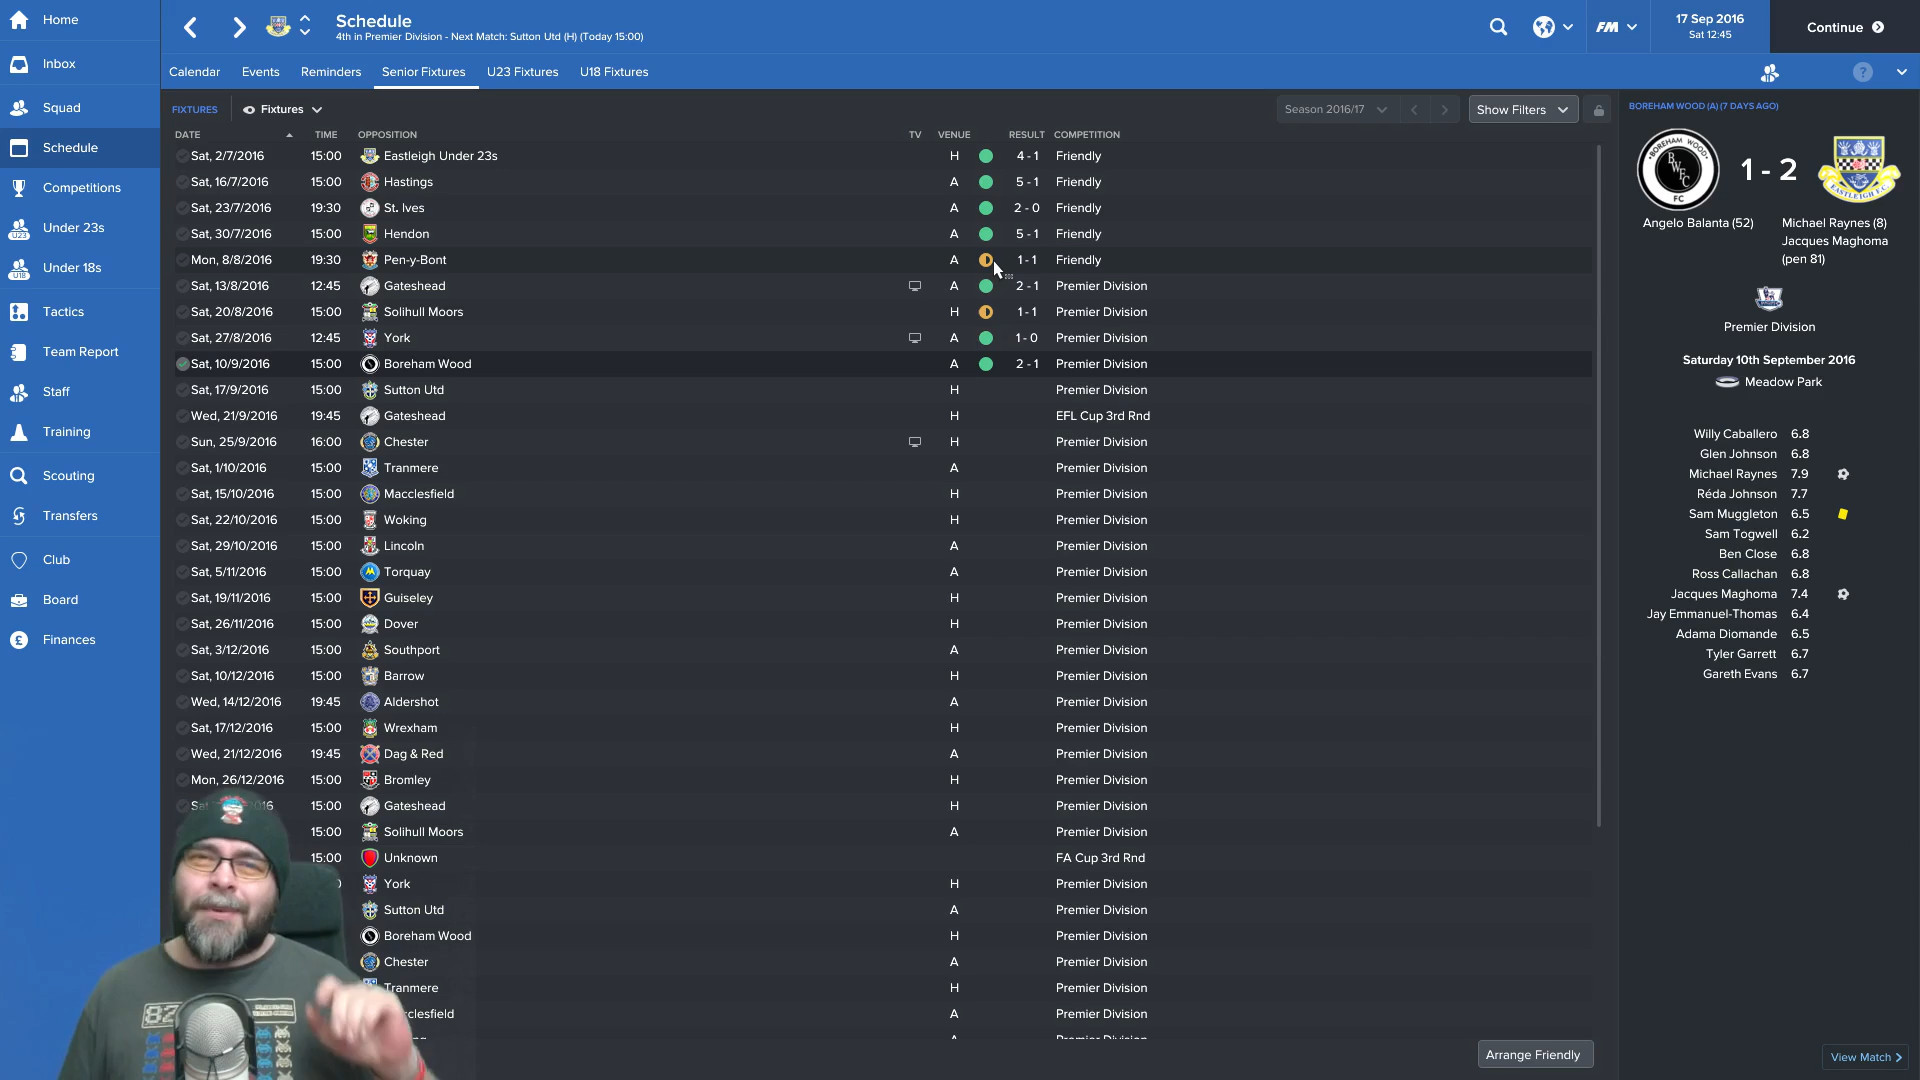 Home
Inbox
Squad
Schedule
Competitions
Under 23s
Under 18s
Tactics
Team Report
Staff
Training
Scouting
Transfers
Club
Board
Finances
Schedule
4th in Premier Division - Next Match: Sutton Utd (H) (Today 15:00)
FM
17 Sep 2016
Sat 12:45
Continue
Calendar Events Reminders Senior Fixtures U23 Fixtures U18 Fixtures
?
FIXTURES Fixtures Season 2016/17 Show Filters
DATE TIME OPPOSITION TV VENUE RESULT COMPETITION
Sat, 2/7/2016 15:00 Eastleigh Under 23s H 4 - 1 Friendly
Sat, 16/7/2016 15:00 Hastings A 5 - 1 Friendly
Sat, 23/7/2016 19:30 St. Ives A 2 - 0 Friendly
Sat, 30/7/2016 15:00 Hendon A 5 - 1 Friendly
Mon, 8/8/2016 19:30 Pen-y-Bont A 1 - 1 Friendly
Sat, 13/8/2016 12:45 Gateshead A 2 - 1 Premier Division
Sat, 20/8/2016 15:00 Solihull Moors H 1 - 1 Premier Division
Sat, 27/8/2016 12:45 York A 1 - 0 Premier Division
Sat, 10/9/2016 15:00 Boreham Wood A 2 - 1 Premier Division
Sat, 17/9/2016 15:00 Sutton Utd H Premier Division
Wed, 21/9/2016 19:45 Gateshead H EFL Cup 3rd Rnd
Sun, 25/9/2016 16:00 Chester H Premier Division
Sat, 1/10/2016 15:00 Tranmere A Premier Division
Sat, 15/10/2016 15:00 Macclesfield H Premier Division
Sat, 22/10/2016 15:00 Woking H Premier Division
Sat, 29/10/2016 15:00 Lincoln A Premier Division
Sat, 5/11/2016 15:00 Torquay A Premier Division
Sat, 19/11/2016 15:00 Guiseley H Premier Division
Sat, 26/11/2016 15:00 Dover H Premier Division
Sat, 3/12/2016 15:00 Southport A Premier Division
Sat, 10/12/2016 15:00 Barrow H Premier Division
Wed, 14/12/2016 19:45 Aldershot A Premier Division
Sat, 17/12/2016 15:00 Wrexham H Premier Division
Wed, 21/12/2016 19:45 Dag & Red A Premier Division
Mon, 26/12/2016 15:00 Bromley H Premier Division
15:00 Gateshead H Premier Division
15:00 Solihull Moors A Premier Division
15:00 Unknown FA Cup 3rd Rnd
York H Premier Division
Sutton Utd A Premier Division
Boreham Wood H Premier Division
Chester A Premier Division
Tranmere H Premier Division
clesfield A Premier Division
Arrange Friendly
BOREHAM WOOD (A) (7 DAYS AGO)
BOREHAM WOOD
FC
1 - 2
EASTLEIGH F.C.
Angelo Balanta (52)
Michael Raynes (8)
Jacques Maghoma
(pen 81)
Premier Division
Saturday 10th September 2016
Meadow Park
Willy Caballero 6.8
Glen Johnson 6.8
Michael Raynes 7.9
Réda Johnson 7.7
Sam Muggleton 6.5
Sam Togwell 6.2
Ben Close 6.8
Ross Callachan 6.8
Jacques Maghoma 7.4
Jay Emmanuel-Thomas 6.4
Adama Diomande 6.5
Tyler Garrett 6.7
Gareth Evans 6.7
View Match